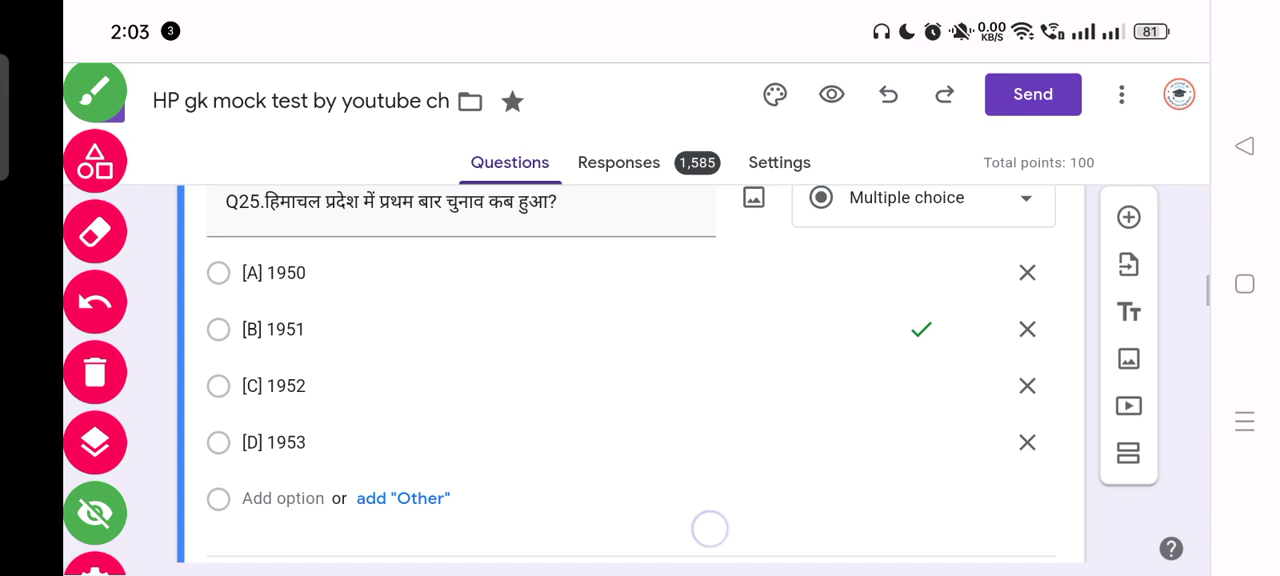 2:03 3
0.00
KB/S
81
HP gk mock test by youtube ch
Send
Questions Responses 1,585 Settings Total points: 100
Q25.हिमाचल प्रदेश में प्रथम बार चुनाव कब हुआ?
Multiple choice
[A] 1950
[B] 1951
[C] 1952
[D] 1953
Add option or add "Other"